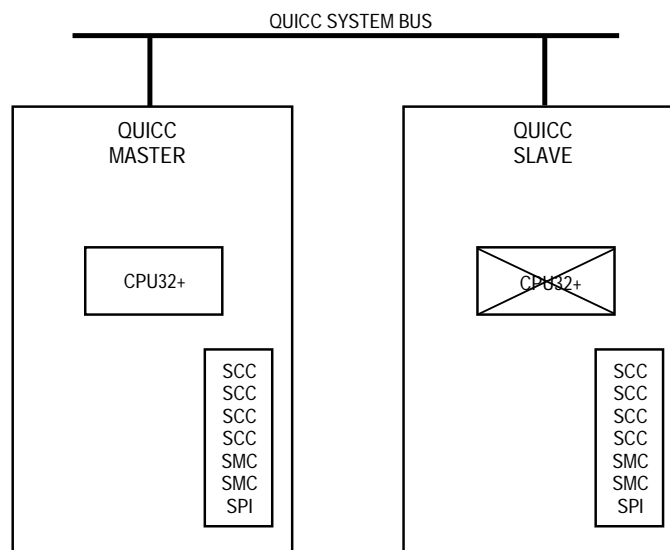 QUICC SYSTEM BUS
QUICC
MASTER
CPU32+
SCC
SCC
SCC
SCC
SMC
SMC
SPI
QUICC
SLAVE
CPU32+
SCC
SCC
SCC
SCC
SMC
SMC
SPI